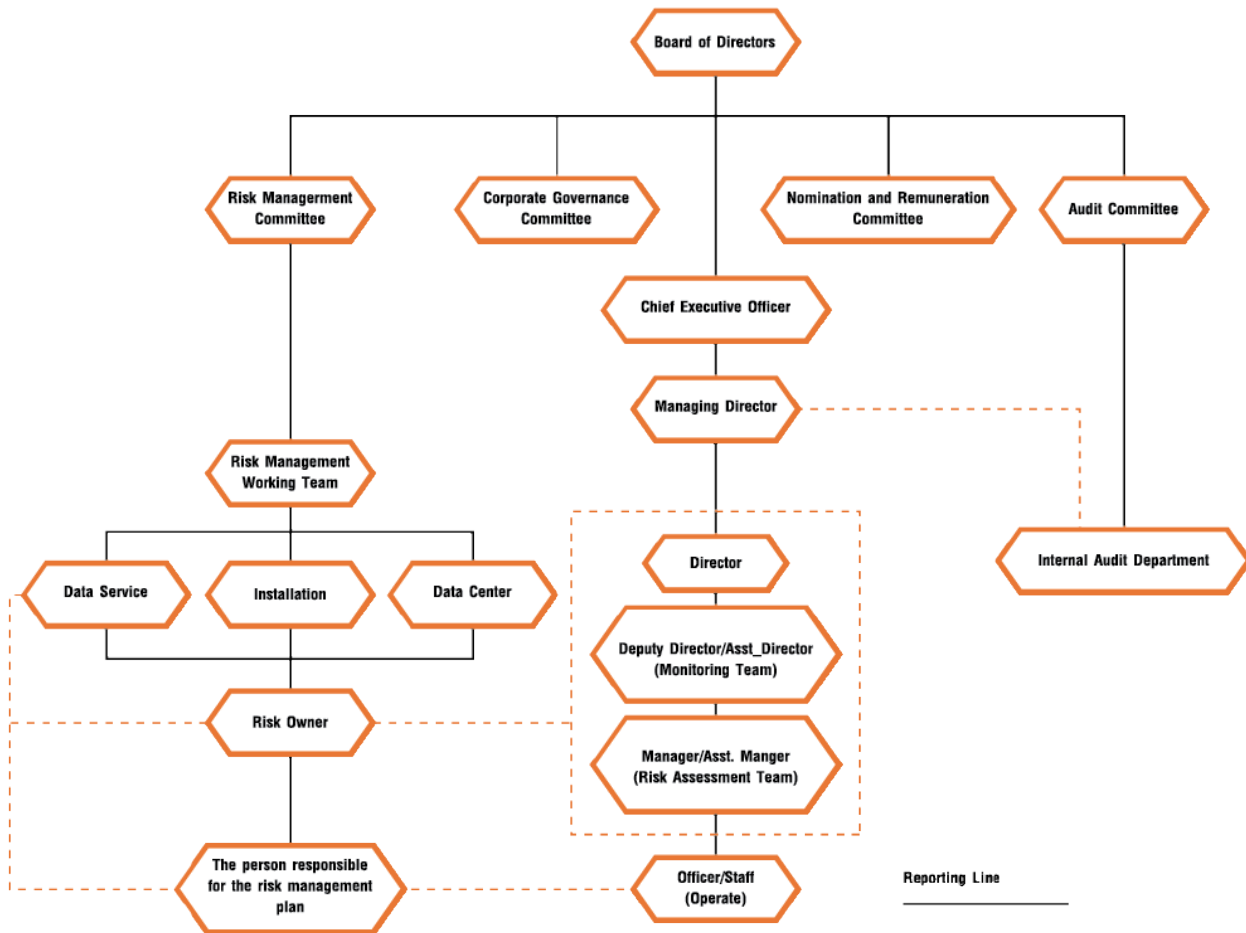 Board of Directors
Risk Managerment
Committee
Corporate Governance
Committee
Nomination and Remuneration
Committee
Audit Committee
Chief Executive Officer
Managing Director
Risk Management
Working Team
Data Service
Installation
Data Center
Director
Internal Audit Department
Deputy Director/Asst_Director
(Monitoring Team)
Risk Owner
Manager/Asst. Manger
(Risk Assessment Team)
The person responsible
for the risk management
plan
Officer/Staff
(Operate)
Reporting Line